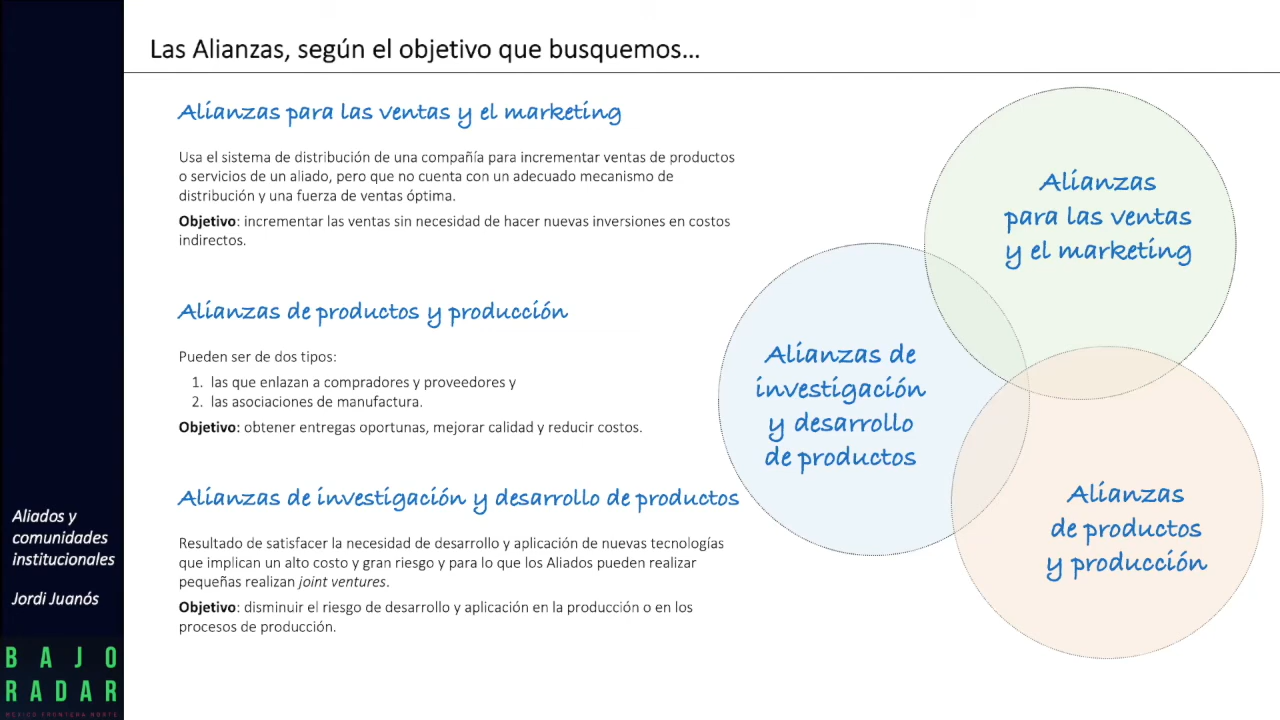 Las Alianzas, según el objetivo que busquemos...
Alianzas para las ventas y el marketing
Usa el sistema de distribución de una compañía para incrementar ventas de productos
o servicios de un aliado, pero que no cuenta con un adecuado mecanismo de
distribución y una fuerza de ventas óptima.
Objetivo: incrementar las ventas sin necesidad de hacer nuevas inversiones en costos
indirectos.
Alianzas de productos y producción
Pueden ser de dos tipos:
1. las que enlazan a compradores y proveedores y
2. las asociaciones de manufactura.
Objetivo: obtener entregas oportunas, mejorar calidad y reducir costos.
Alianzas de investigación y desarrollo de productos
Resultado de satisfacer la necesidad de desarrollo y aplicación de nuevas tecnologías
que implican un alto costo y gran riesgo y para lo que los Aliados pueden realizar
pequeñas realizan joint ventures.
Objetivo: disminuir el riesgo de desarrollo y aplicación en la producción o en los
procesos de producción.
Alianzas
para las ventas
y el marketing
Alianzas de
investigación
y desarrollo
de productos
Alianzas
de productos
y producción
Aliados y
comunidades
institucionales
Jordi Juanós
BAJO
RADAR
MÉXICO FRONTERA NORTE